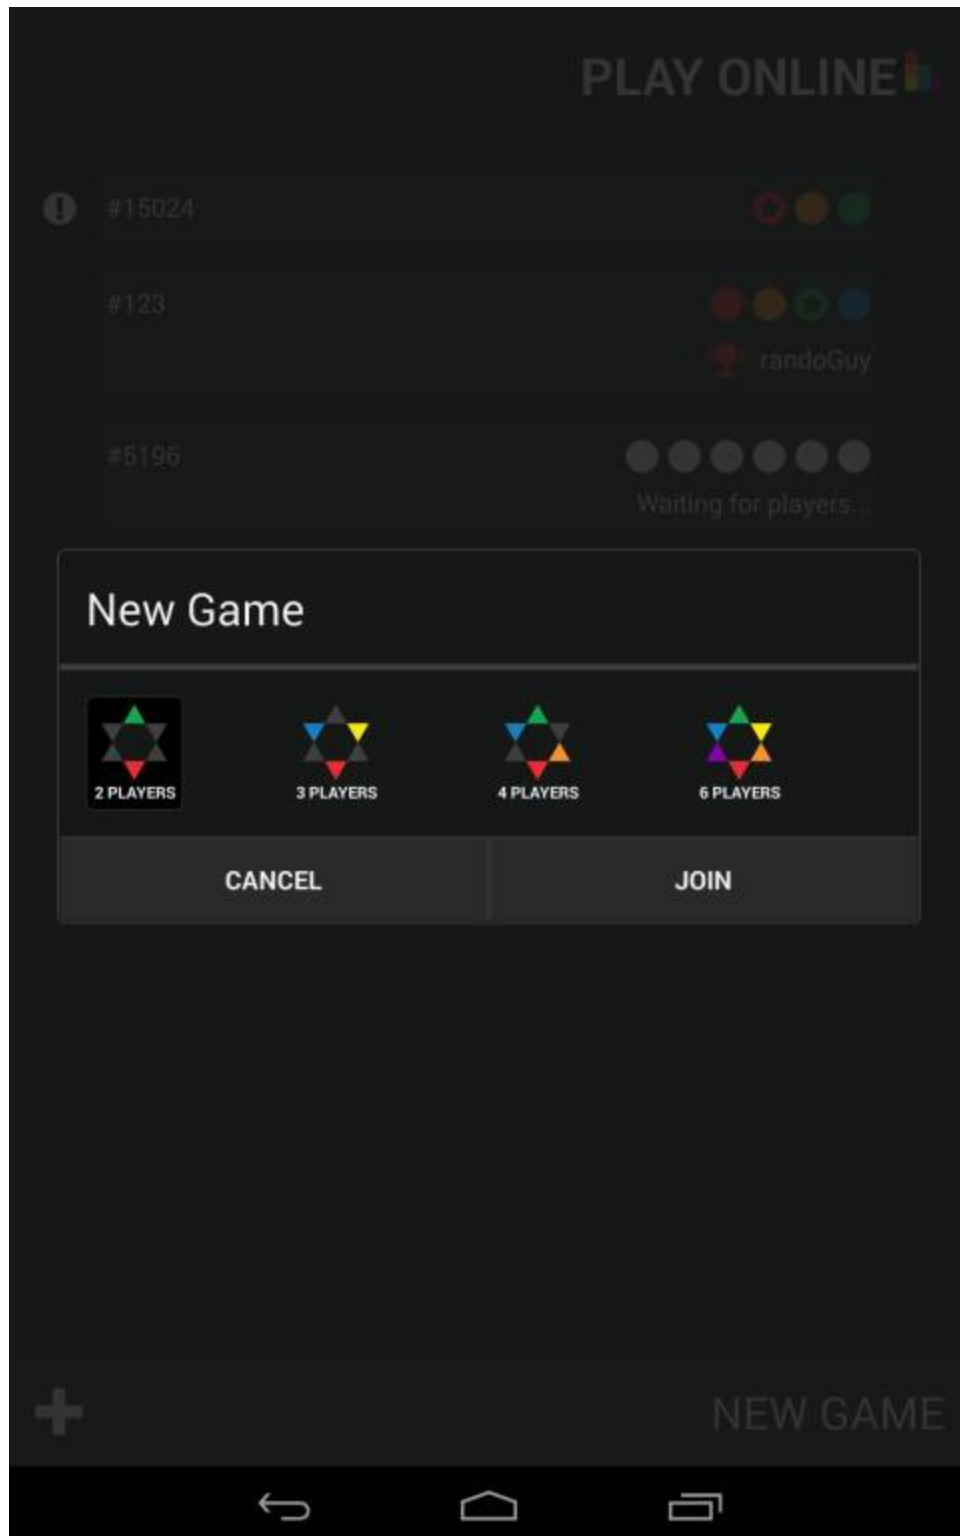 PLAY ONLINE
#15024
#123
randoGuy
#5196
Waiting for players...
New Game
2 PLAYERS
3 PLAYERS
4 PLAYERS
6 PLAYERS
CANCEL
JOIN
NEW GAME